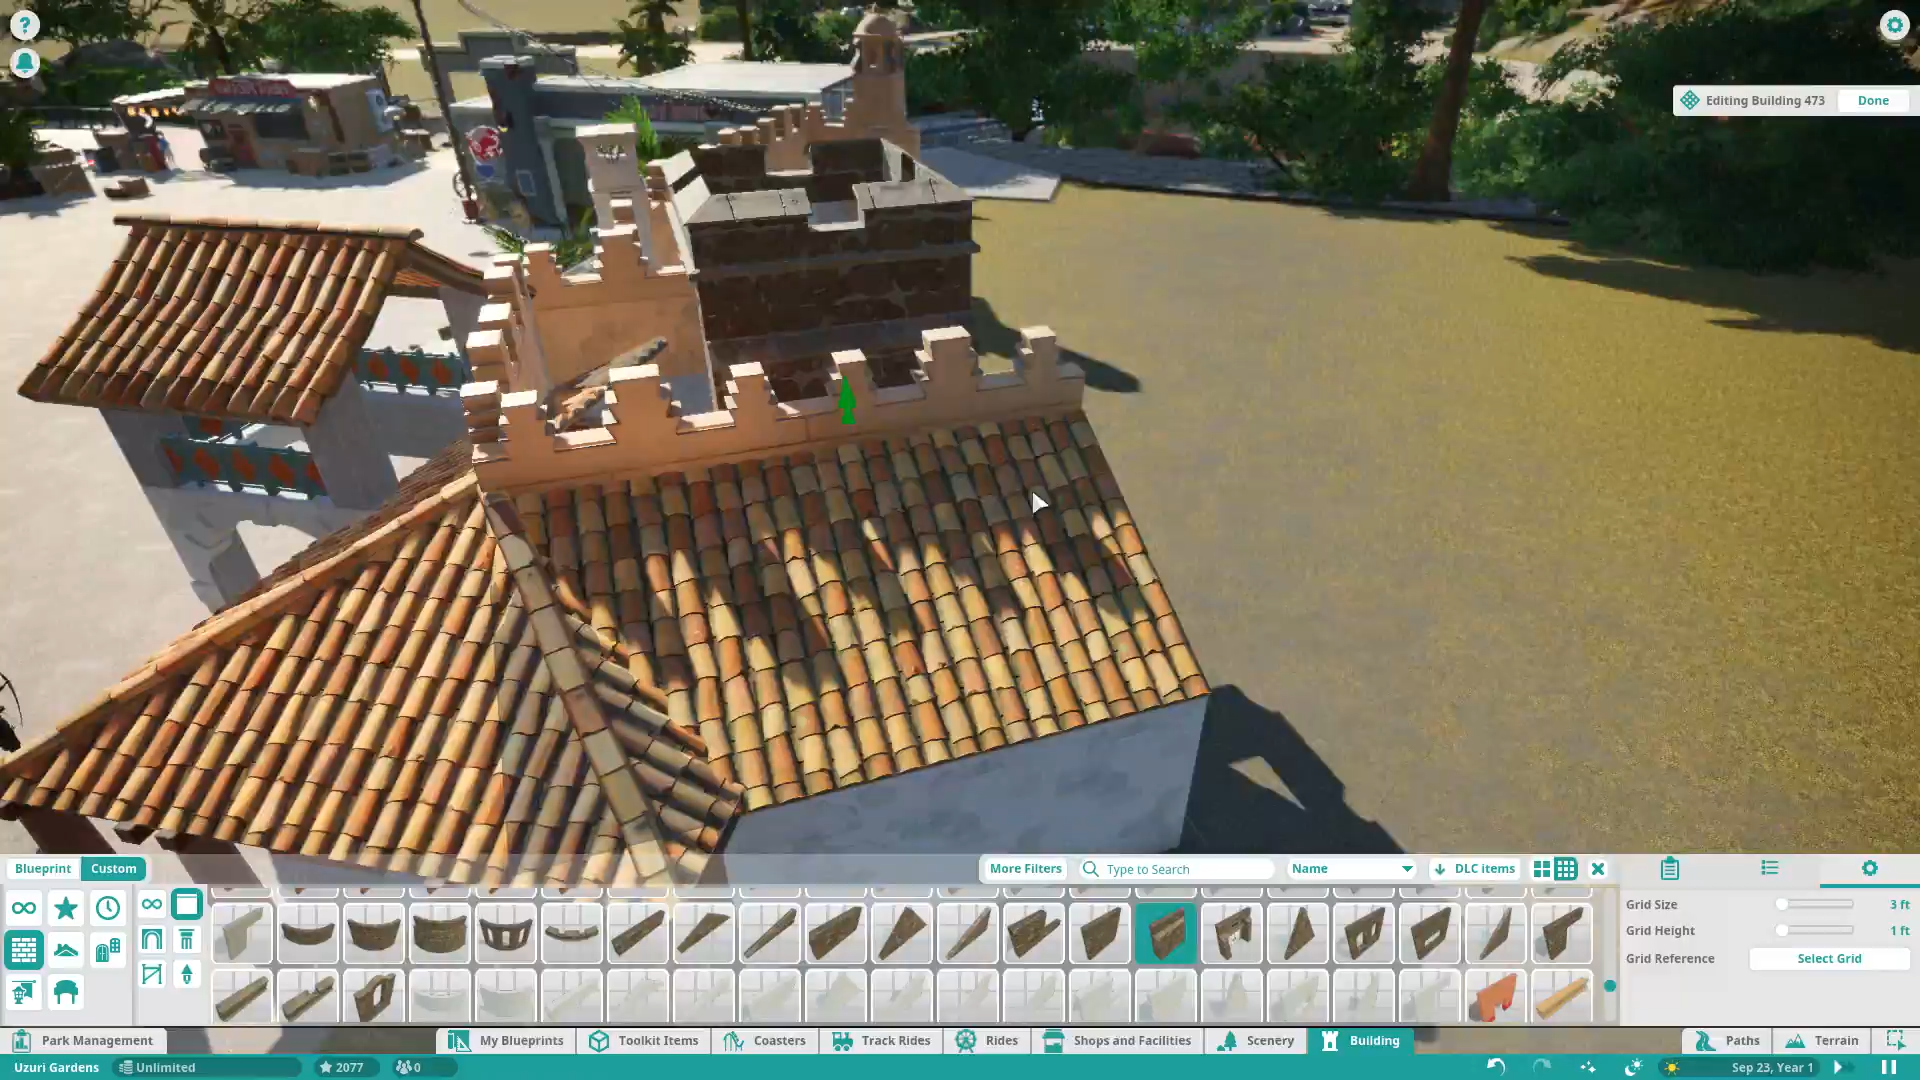 ?
Editing Building 473
Done
Blueprint
Custom
More Filters
Type to Search
Name
DLC items
Grid Size
3 ft
Grid Height
1 ft
Grid Reference
Select Grid
Park Management
My Blueprints
Toolkit Items
Coasters
Track Rides
Rides
Shops and Facilities
Scenery
Building
Paths
Terrain
Uzuri Gardens
Unlimited
2077
0
Sep 23, Year 1